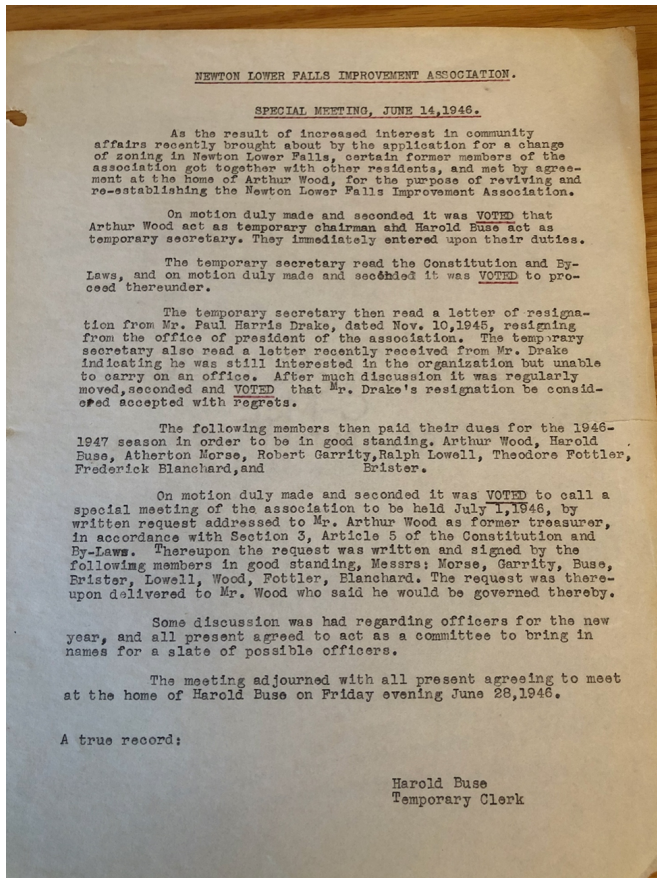 NEWTON LOWER FALLS IMPROVEMENT ASSOCIATION.
SPECIAL MEETING, JUNE 14,1946.
As the result of increased interest in community
affairs recently brought about by the application for a change
of zoning in Newton Lower Falls, certain former members of the
association got together with other residents, and met by agree-
ment at the home of Arthur Wood, for the purpose of reviving and
re-establishing the Newton Lower Falls Improvement Association.
On motion duly made and seconded it was VOTED that
Arthur Wood act as temporary chairman and Harold Buse act as
temporary secretary. They immediately entered upon their duties.
The temporary secretary read the Constitution and By-
Laws, and on motion duly made and seconded it was VOTED to pro-
ceed thereunder.
The temporary secretary then read a letter of resigna-
tion from Mr. Paul Harris Drake, dated Nov. 10,1945, resigning
from the office of president of the association. The temporary
secretary also read a letter recently received from Mr. Drake
indicating he was still interested in the organization but unable
to carry on an office. After much discussion it was regularly
moved,seconded and VOTED that Mr. Drake's resignation be consid-
ered accepted with regrets.
The following members then paid their dues for the 1946-
1947 season in order to be in good standing. Arthur Wood, Harold
Buse, Atherton Morse, Robert Garrity,Ralph Lowell, Theodore Fottler,
Frederick Blanchard,and Brister.
On motion duly made and seconded it was VOTED to call a
special meeting of the association to be held July 1,1946, by
written request addressed to Mr. Arthur Wood as former treasurer,
in accordance with Section 3, Article 5 of the Constitution and
By-Laws. Thereupon the request was written and signed by the
following members in good standing, Messrs: Morse, Garrity, Buse,
Brister, Lowell, Wood, Fottler, Blanchard. The request was there-
upon delivered to Mr. Wood who said he would be governed thereby.
Some discussion was had regarding officers for the new
year, and all present agreed to act as a committee to bring in
names for a slate of possible officers.
The meeting adjourned with all present agreeing to meet
at the home of Harold Buse on Friday evening June 28,1946.
A true record:
Harold Buse
Temporary Clerk